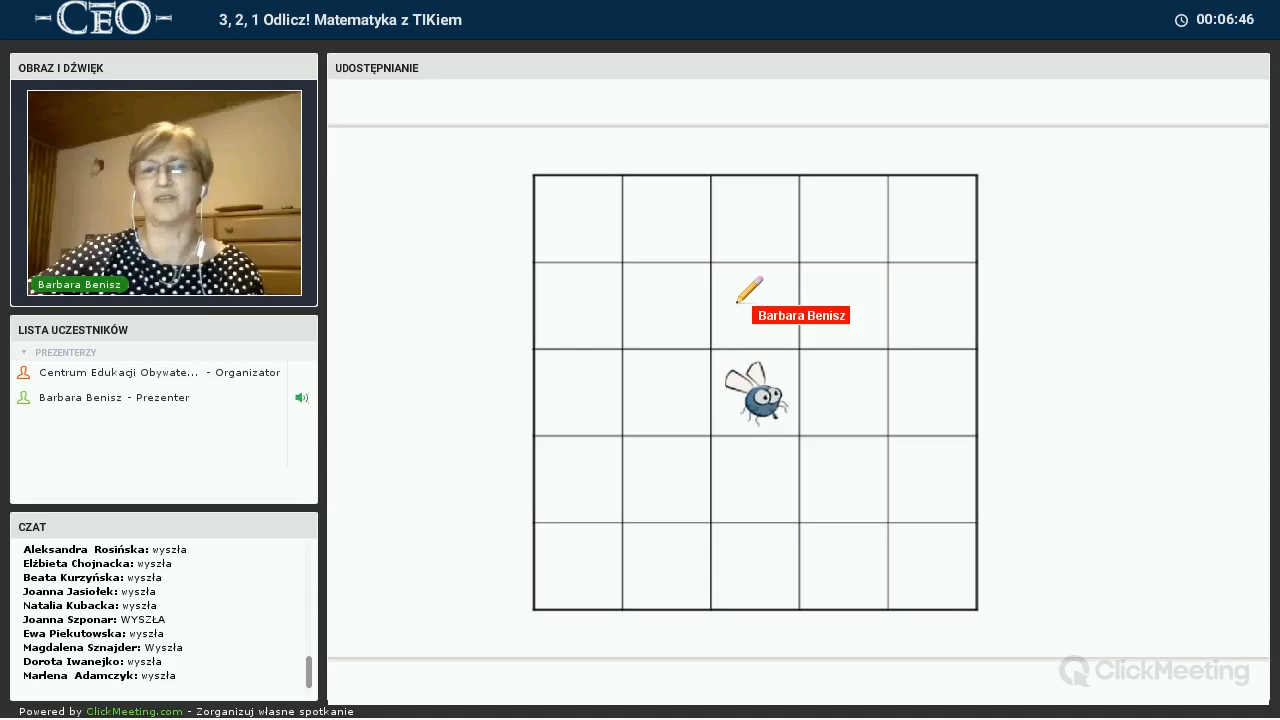 CEO
3, 2, 1 Odlicz! Matematyka z TIKiem
00:06:46
OBRAZ I DŹWIĘK
Barbara Benisz
LISTA UCZESTNIKÓW
PREZENTERZY
Centrum Edukacji Obywate... - Organizator
Barbara Benisz - Prezenter
CZAT
Aleksandra Rosińska: wyszła
Elżbieta Chojnacka: wyszła
Beata Kurzyńska: wyszła
Joanna Jasiołek: wyszła
Natalia Kubacka: wyszła
Joanna Szponar: WYSZŁA
Ewa Piekutowska: wyszła
Magdalena Sznajder: Wyszła
Dorota Iwanejko: wyszła
Marlena Adamczyk: wyszła
UDOSTĘPNIANIE
Barbara Benisz
ClickMeeting
Powered by ClickMeeting.com - Zorganizuj własne spotkanie